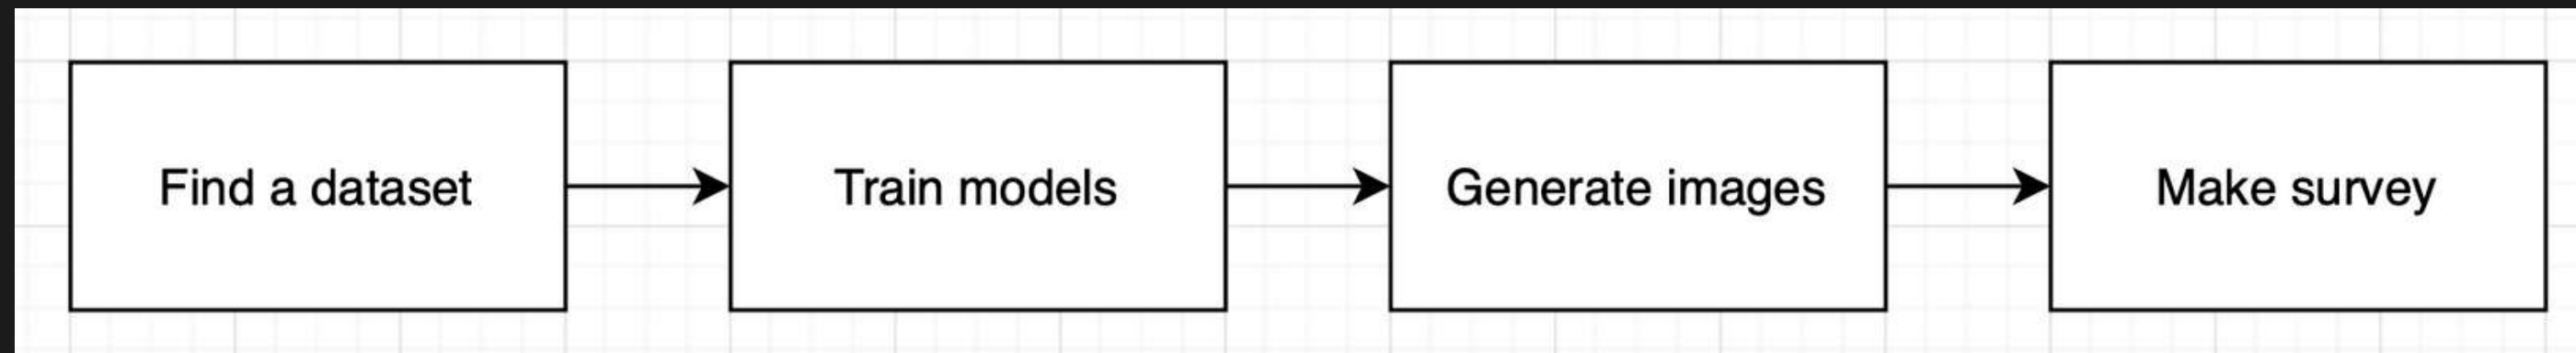 Find a dataset
Train models
Generate images
Make survey